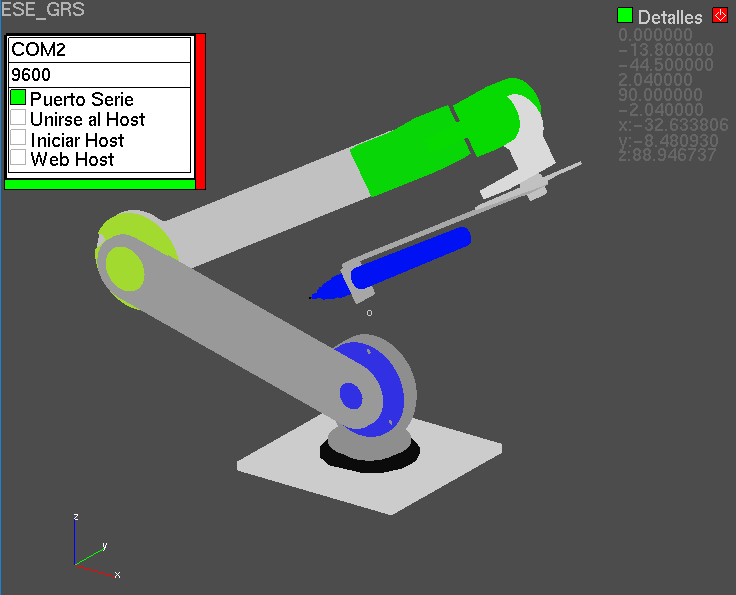 ESE_GRS
COM2
9600
Puerto Serie
Unirse al Host
Iniciar Host
Web Host
Detalles
0.000000
-13.800000
-44.500000
2.040000
90.000000
-2.040000
x:-32.633806
y:-8.480930
z:88.946737
o
z
y
x